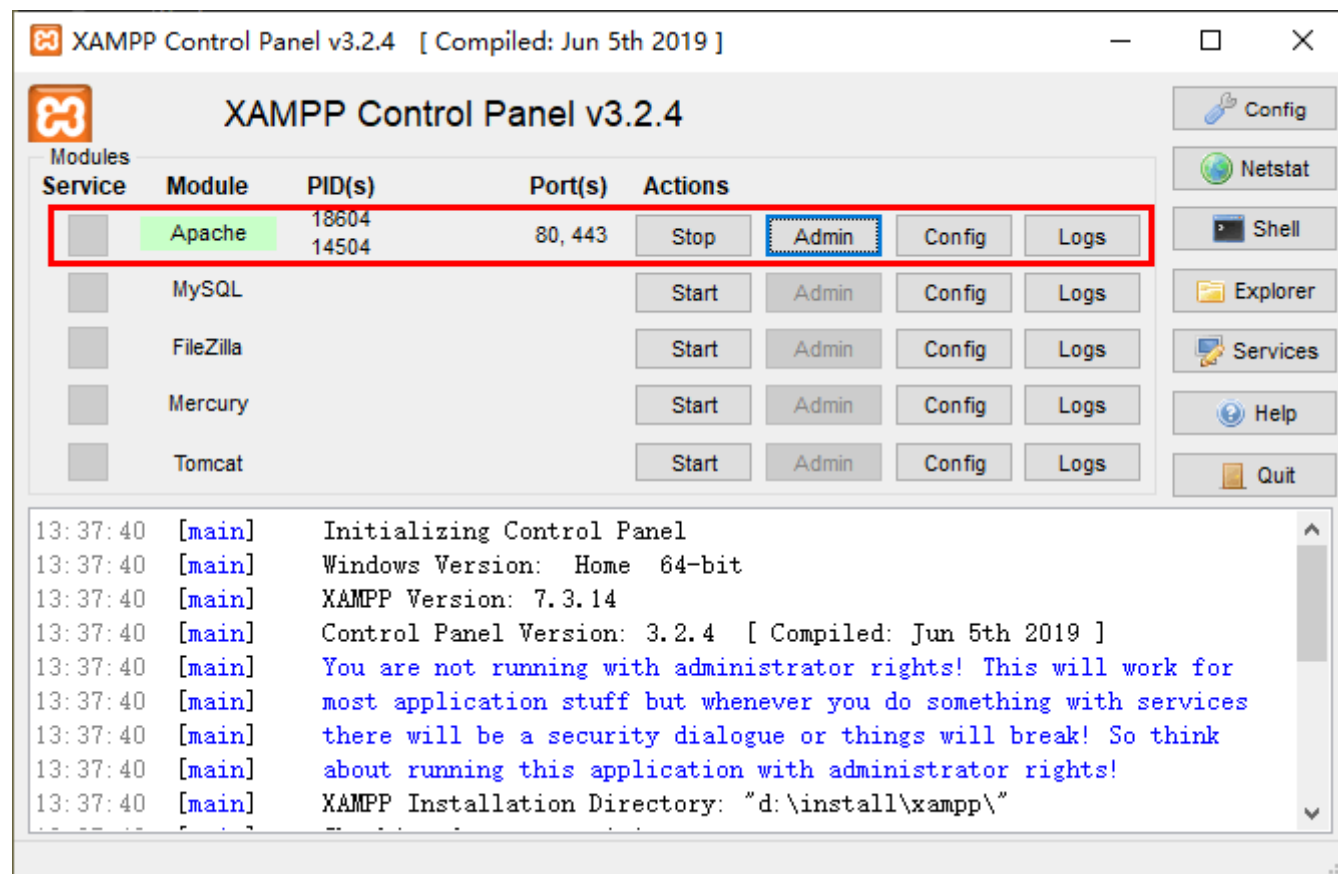 XAMPP Control Panel v3.2.4 [ Compiled: Jun 5th 2019 ]
XAMPP Control Panel v3.2.4
Config
Modules
Netstat
Service Module PID(s) Port(s) Actions
Apache 18604 14504 80, 443 Stop Admin Config Logs
Shell
MySQL Start Admin Config Logs
Explorer
FileZilla Start Admin Config Logs
Services
Mercury Start Admin Config Logs
Help
Tomcat Start Admin Config Logs
Quit
13:37:40 [main] Initializing Control Panel
13:37:40 [main] Windows Version: Home 64-bit
13:37:40 [main] XAMPP Version: 7.3.14
13:37:40 [main] Control Panel Version: 3.2.4 [ Compiled: Jun 5th 2019 ]
13:37:40 [main] You are not running with administrator rights! This will work for
13:37:40 [main] most application stuff but whenever you do something with services
13:37:40 [main] there will be a security dialogue or things will break! So think
13:37:40 [main] about running this application with administrator rights!
13:37:40 [main] XAMPP Installation Directory: "d:\install\xampp\"